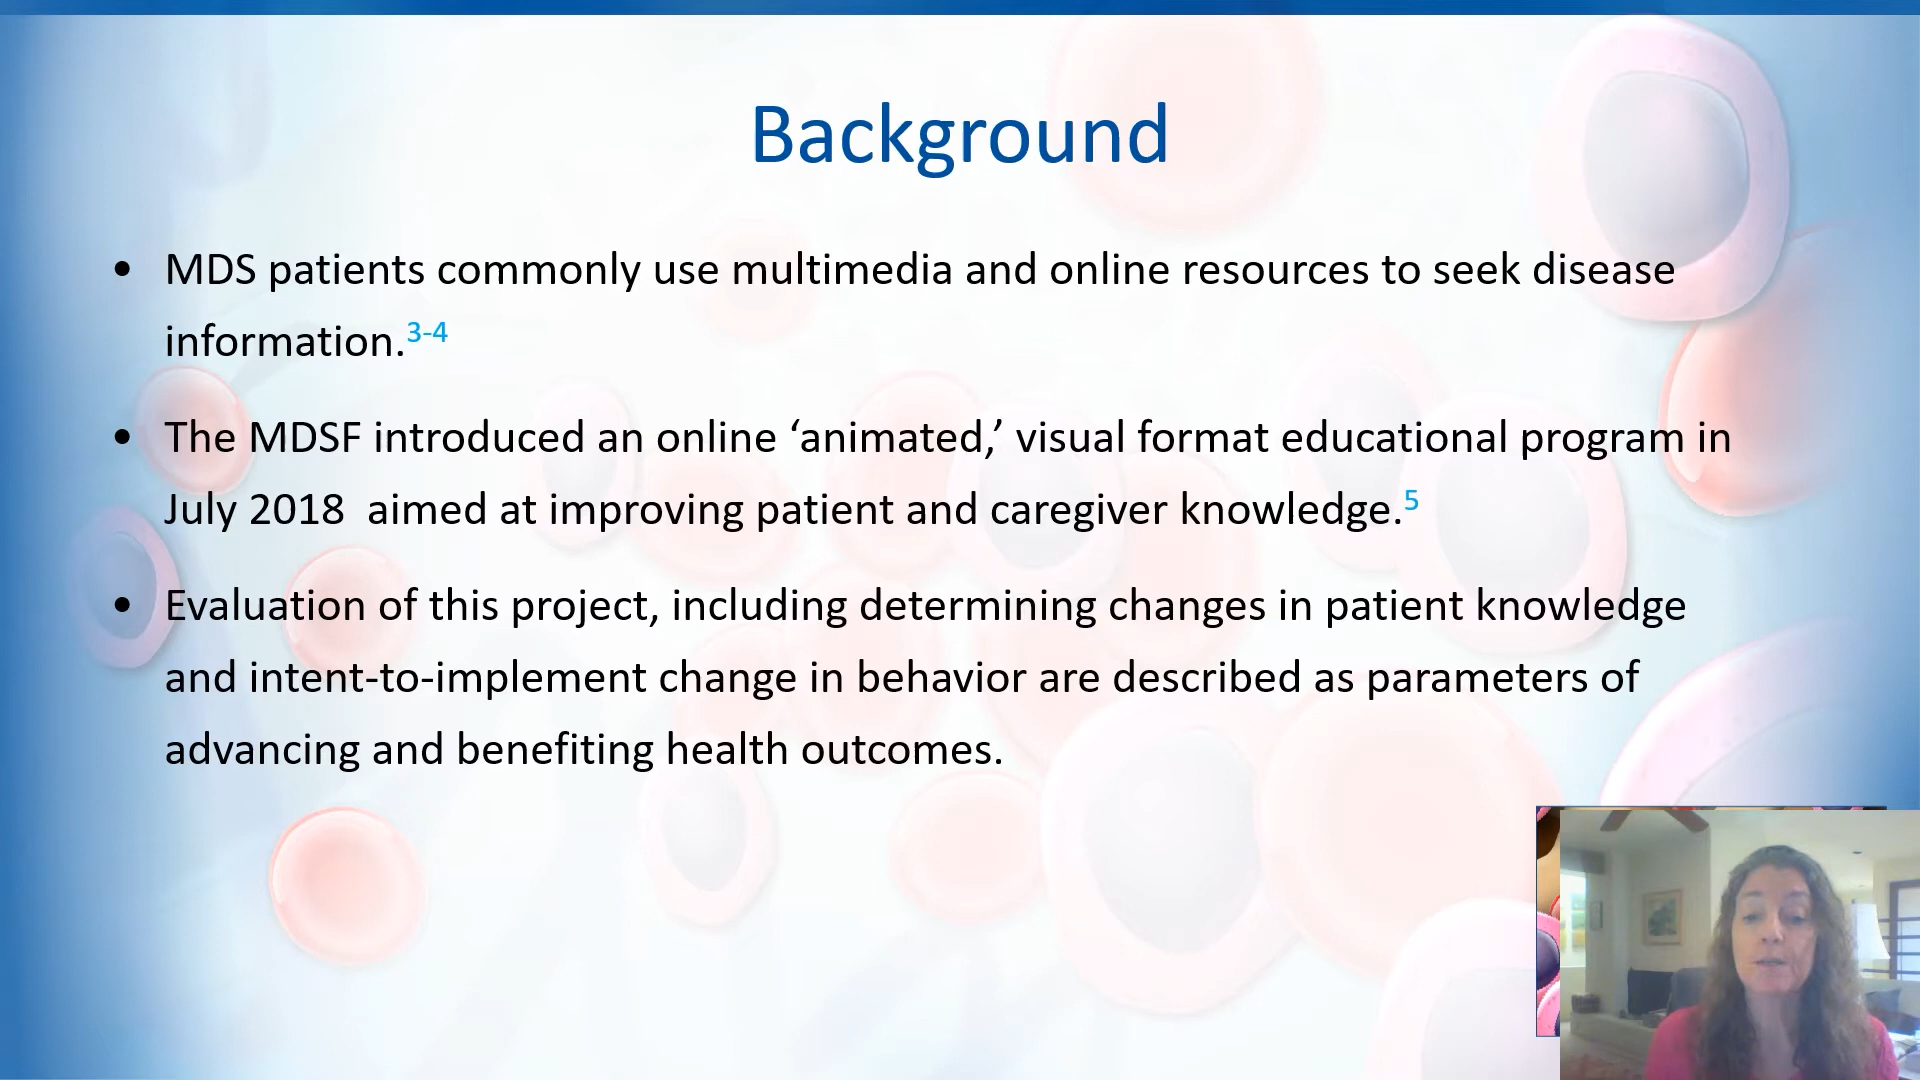 Background
• MDS patients commonly use multimedia and online resources to seek disease
information.3-4
• The MDSF introduced an online ‘animated,’ visual format educational program in
July 2018  aimed at improving patient and caregiver knowledge.5
• Evaluation of this project, including determining changes in patient knowledge
and intent-to-implement change in behavior are described as parameters of
advancing and benefiting health outcomes.